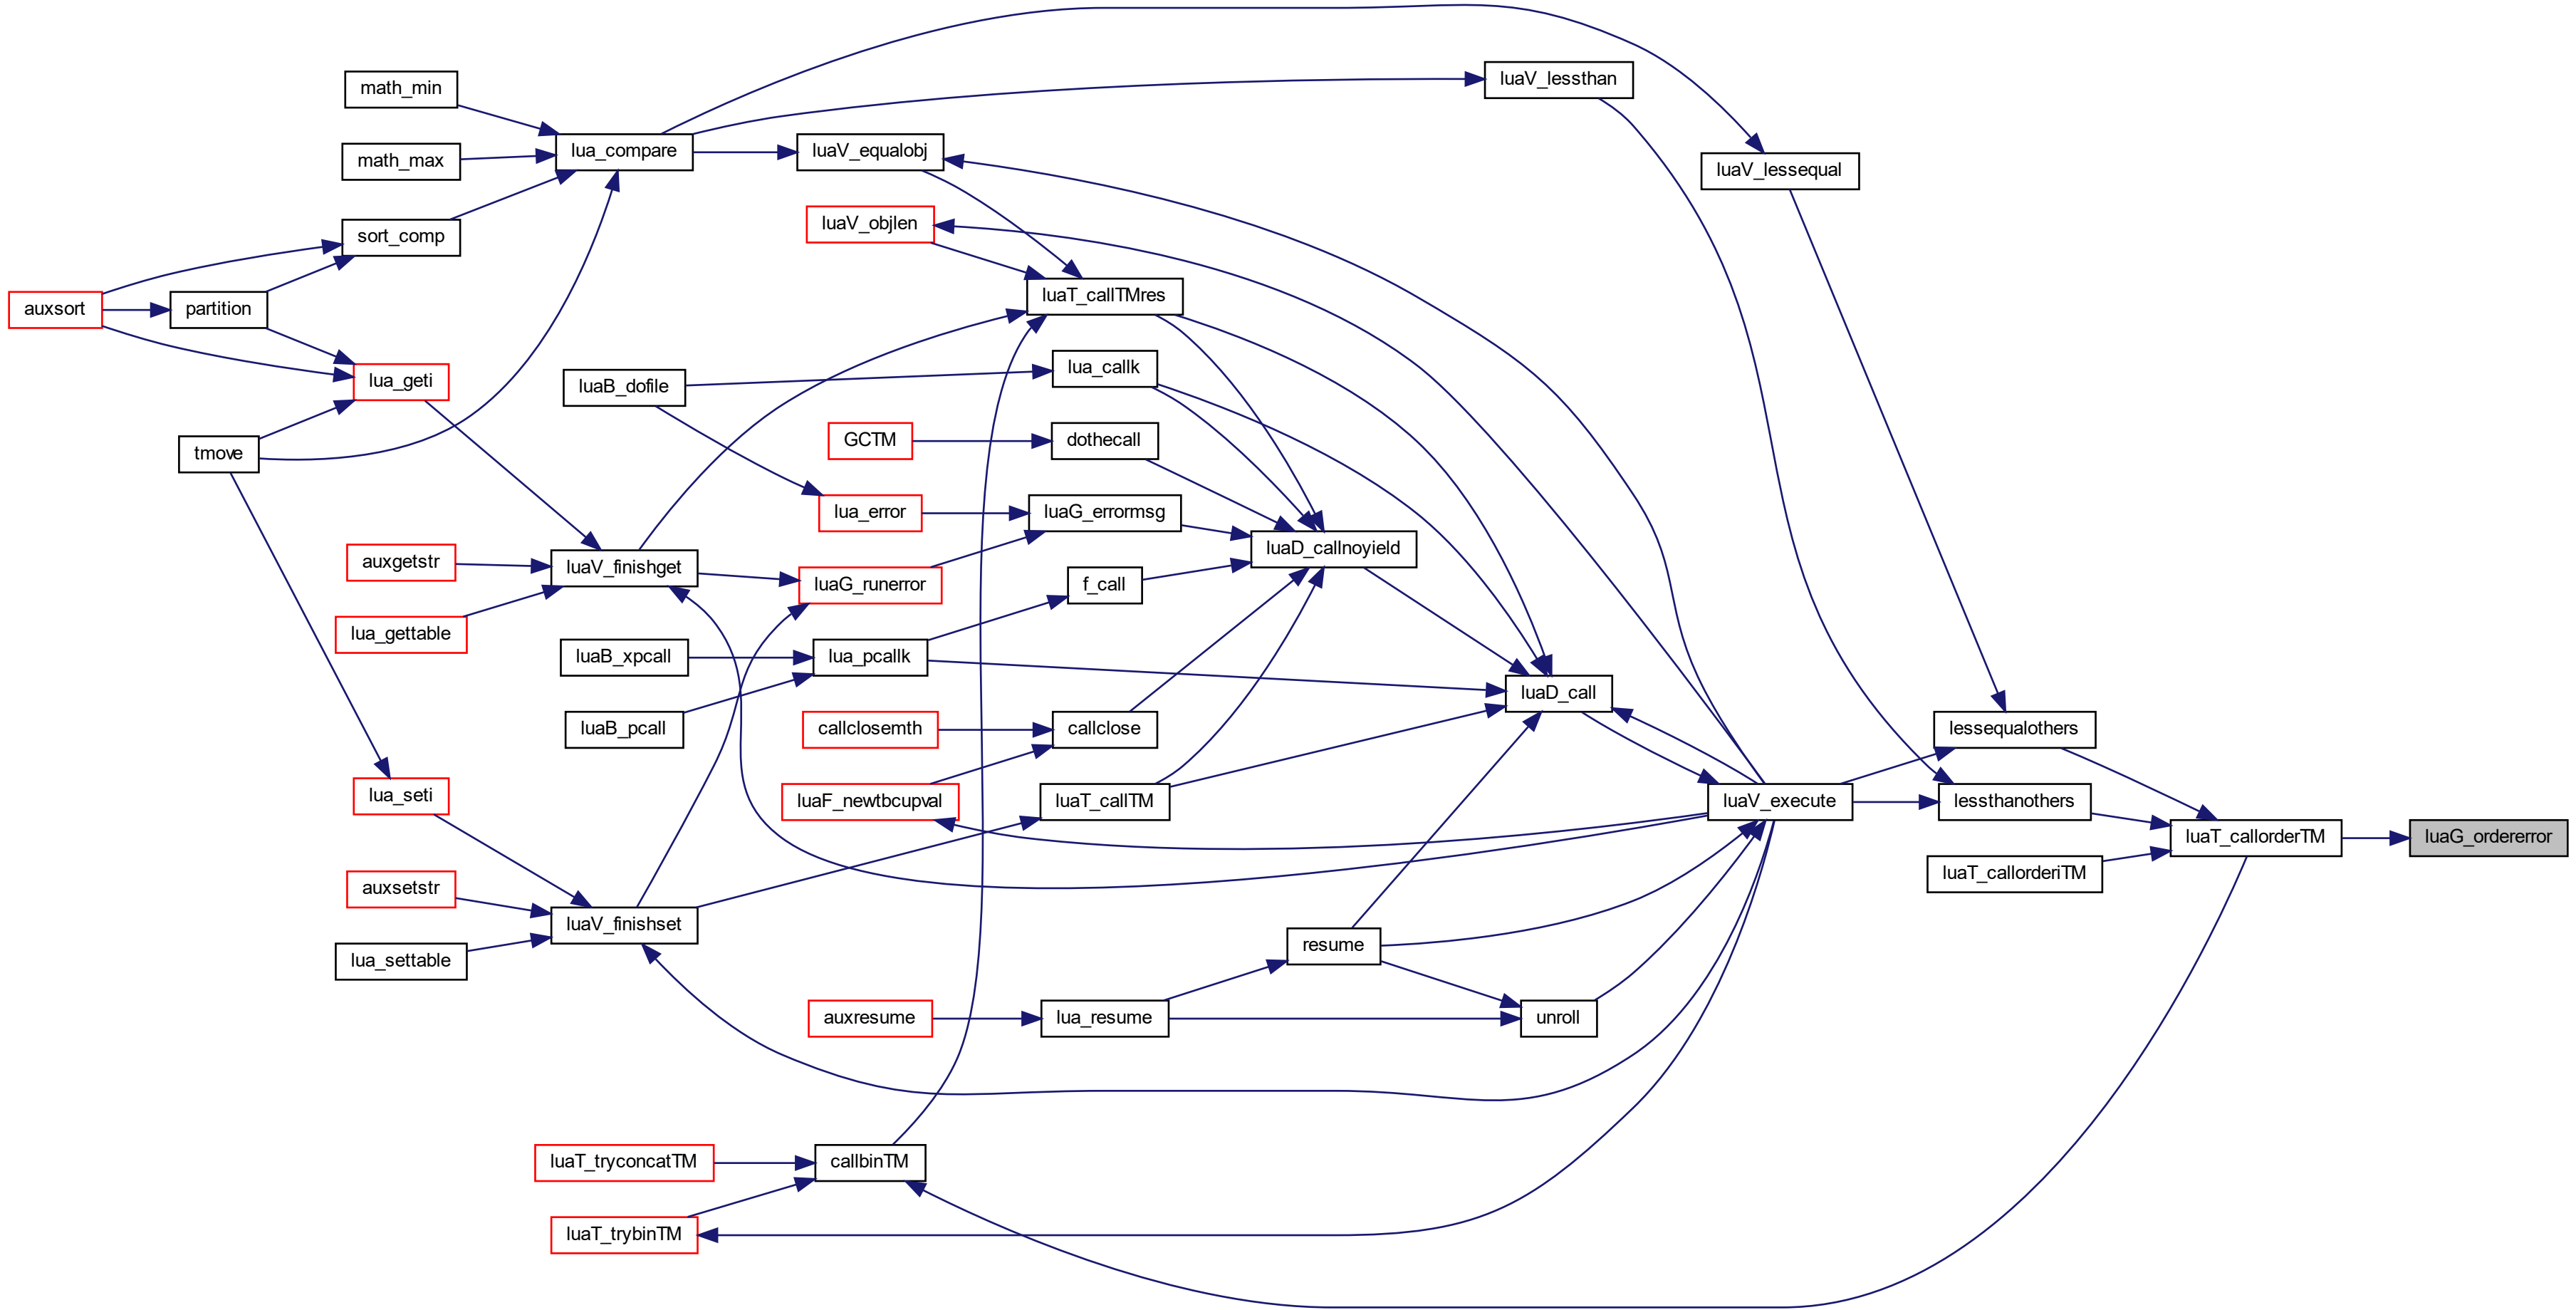 math_min
luaV_lessthan
lua_compare
luaV_equalobj
math_max
luaV_lessequal
luaV_objlen
sort_comp
luaT_callTMres
auxsort
partition
lua_callk
lua_geti
luaB_dofile
GCTM
dothecall
tmove
lua_error
luaG_errormsg
luaD_callnoyield
auxgetstr
luaV_finishget
luaG_runerror
f_call
lua_gettable
luaB_xpcall
lua_pcallk
luaD_call
luaB_pcall
callclosemth
callclose
lessequalothers
lua_seti
luaF_newtbcupval
luaT_callTM
luaV_execute
lessthanothers
luaT_callorderTM
luaG_ordererror
luaT_callorderiTM
auxsetstr
luaV_finishset
resume
lua_settable
auxresume
lua_resume
unroll
luaT_tryconcatTM
callbinTM
luaT_trybinTM